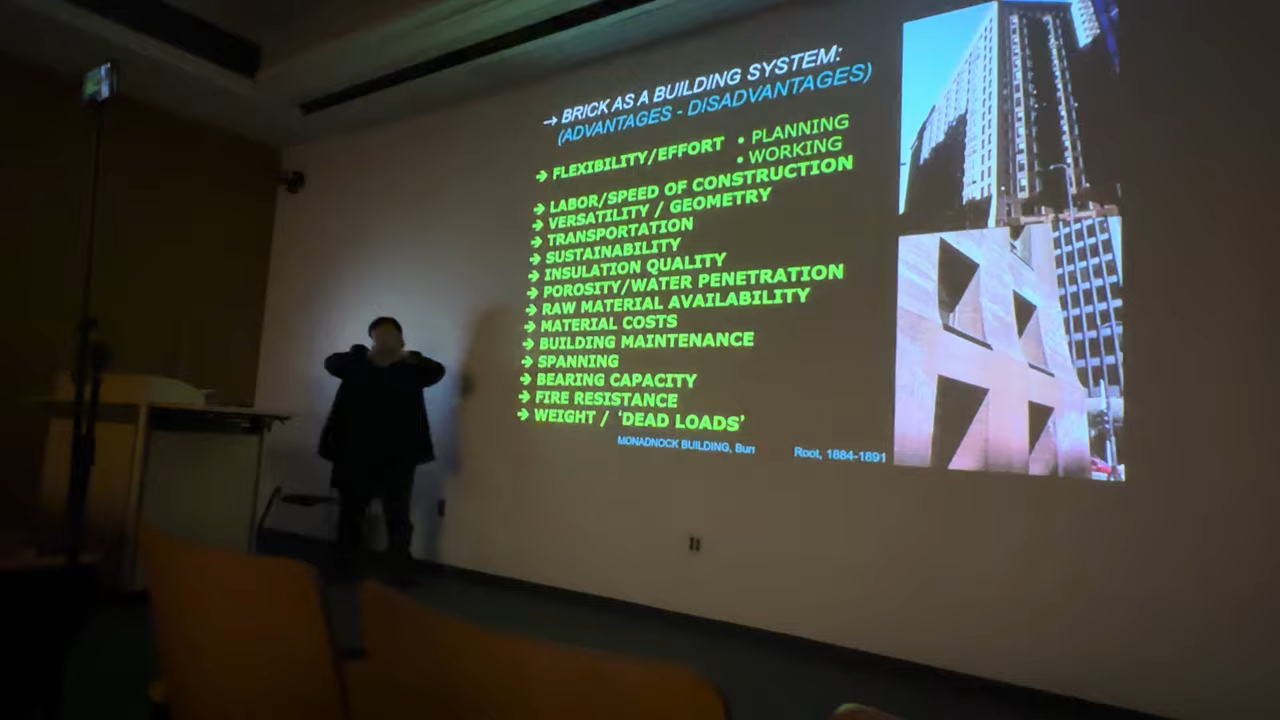 → BRICK AS A BUILDING SYSTEM:
(ADVANTAGES - DISADVANTAGES)
→ FLEXIBILITY/EFFORT • PLANNING
• WORKING
→ LABOR/SPEED OF CONSTRUCTION
→ VERSATILITY / GEOMETRY
→ TRANSPORTATION
→ SUSTAINABILITY
→ INSULATION QUALITY
→ POROSITY/WATER PENETRATION
→ RAW MATERIAL AVAILABILITY
→ MATERIAL COSTS
→ BUILDING MAINTENANCE
→ SPANNING
→ BEARING CAPACITY
→ FIRE RESISTANCE
→ WEIGHT / ‘DEAD LOADS’
MONADNOCK BUILDING, Burn Root, 1884-1891